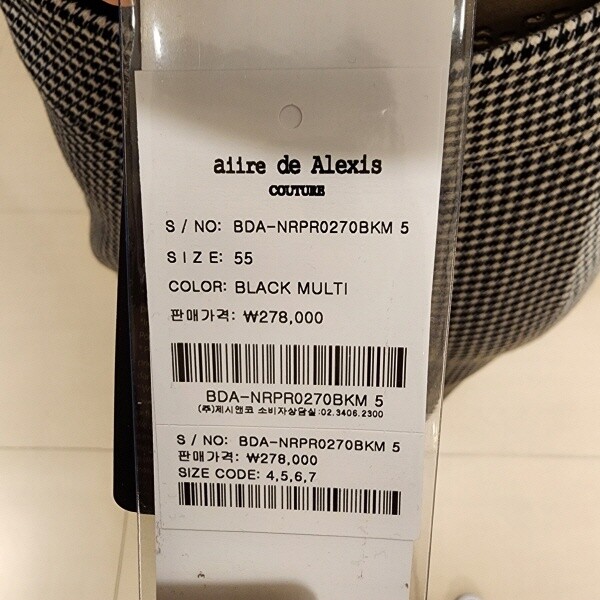 aiire de Alexis
COUTURE
S / NO: BDA-NRPR0270BKM 5
SIZE: 55
COLOR: BLACK MULTI
판매가격: ₩278,000
BDA-NRPR0270BKM 5
(주)제시앤코 소비자상담실:02.3406.2300
S / NO: BDA-NRPR0270BKM 5
판매가격: ₩278,000
SIZE CODE: 4,5,6,7